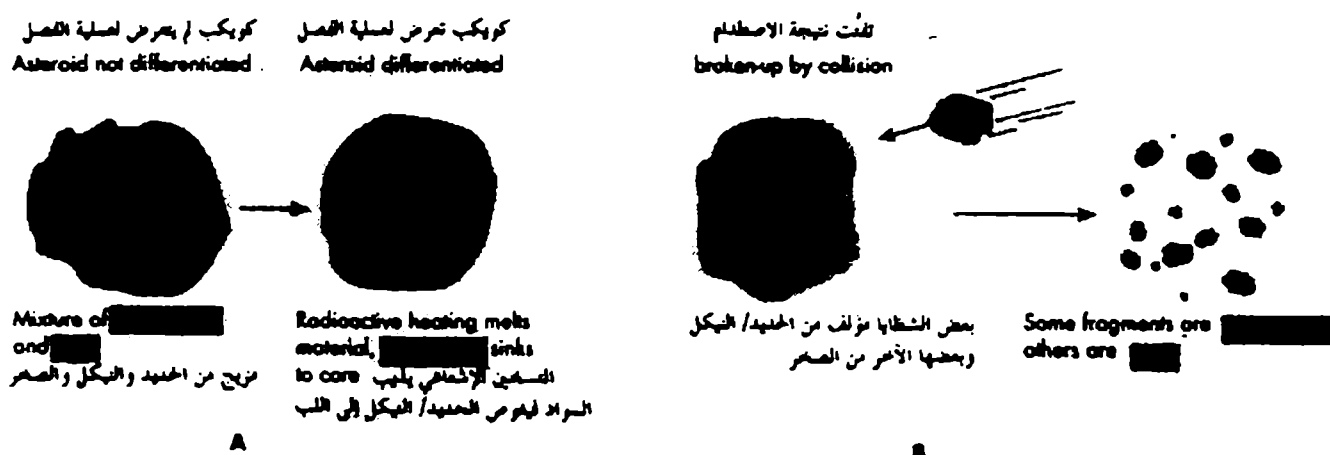 كويكب لم يتعرض لعملية الفصل
Asteroid not differentiated
كويكب تعرض لعملية الفصل
Asteroid differentiated
تفتّت نتيجة الاصطدام
broken-up by collision
Mixture of
and
مزيج من الحديد والنيكل والصخر
Radioactive heating melts
material, sinks
to core التسخين الإشعاعي يذيب
المواد فيغوص الحديد/ النيكل إلى اللب
بعض الشظايا مؤلف من الحديد/ النيكل
وبعضها الآخر من الصخر
Some fragments are
others are
A